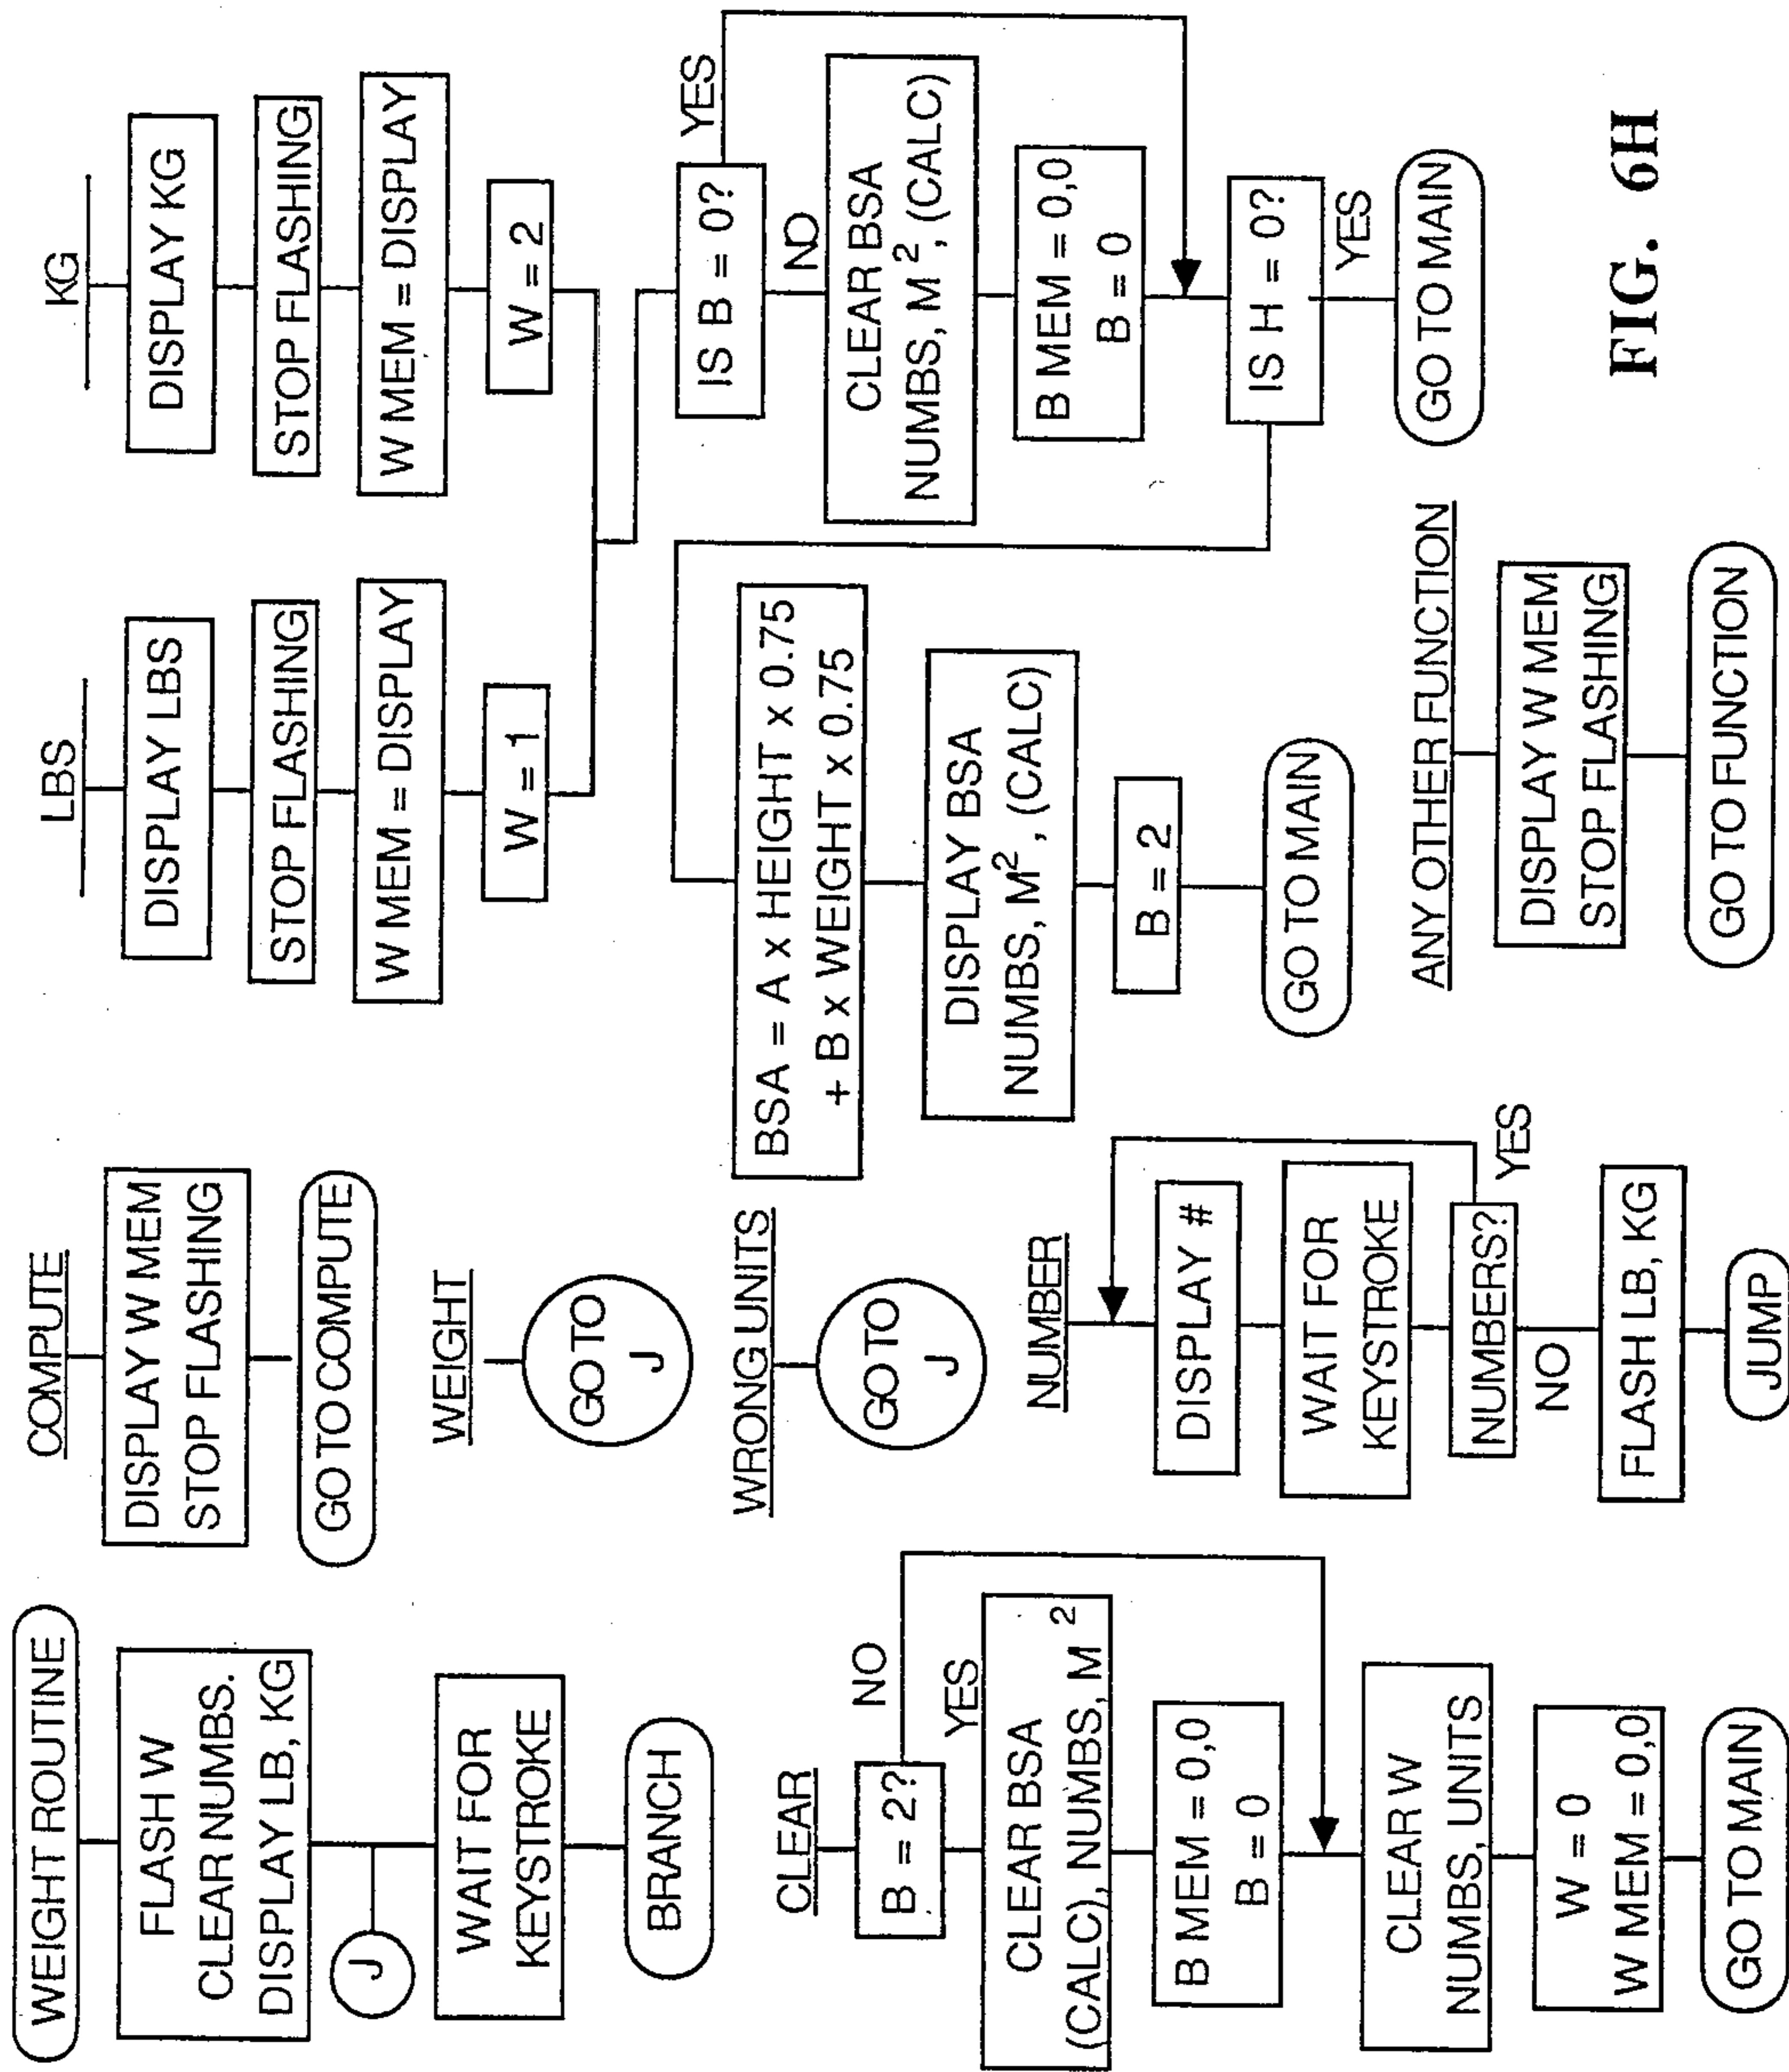 WEIGHT ROUTINE
FLASH W
CLEAR NUMBS.
DISPLAY LB, KG
J
WAIT FOR
KEYSTROKE
BRANCH
COMPUTE
DISPLAY W MEM
STOP FLASHING
GO TO COMPUTE
WEIGHT
GO TO
J
LBS
DISPLAY LBS
STOP FLASHING
W MEM = DISPLAY
W = 1
KG
DISPLAY KG
STOP FLASHING
W MEM = DISPLAY
W = 2
CLEAR
B = 2?
NO
YES
CLEAR BSA
(CALC), NUMBS, M²
B MEM = 0,0
B = 0
CLEAR W
NUMBS, UNITS
W = 0
W MEM = 0,0
GO TO MAIN
WRONG UNITS
GO TO
J
NUMBER
DISPLAY #
WAIT FOR
KEYSTROKE
NUMBERS?
YES
NO
FLASH LB, KG
JUMP
BSA = A x HEIGHT x 0.75
+ B x WEIGHT x 0.75
DISPLAY BSA
NUMBS, M², (CALC)
B = 2
GO TO MAIN
IS B = 0?
YES
NO
CLEAR BSA
NUMBS, M², (CALC)
B MEM = 0,0
B = 0
IS H = 0?
YES
GO TO MAIN
ANY OTHER FUNCTION
DISPLAY W MEM
STOP FLASHING
GO TO FUNCTION
FIG. 6H